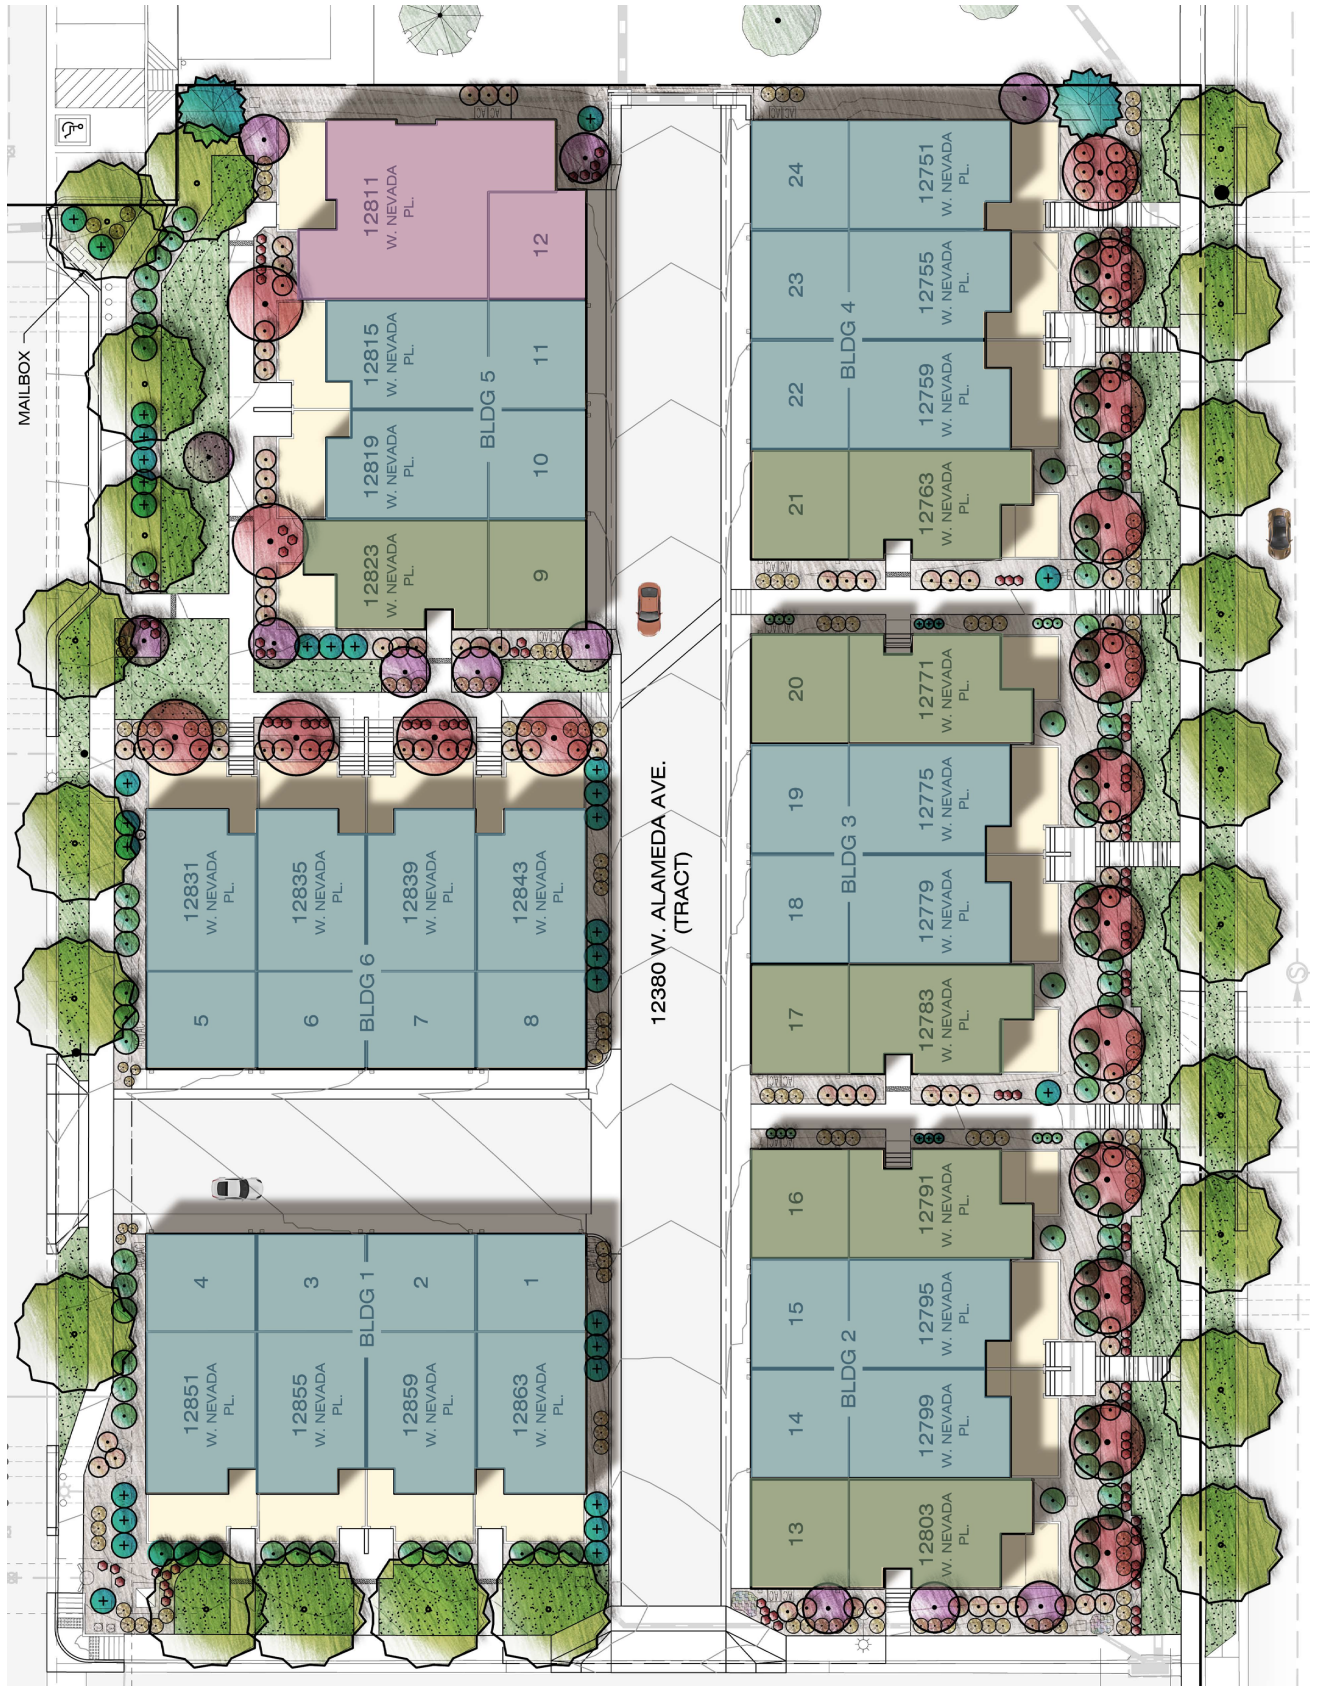 MAILBOX
12811
W. NEVADA
PL.
12
12815
W. NEVADA
PL.
11
BLDG 5
12819
W. NEVADA
PL.
10
12823
W. NEVADA
PL.
9
12831
W. NEVADA
PL.
5
12835
W. NEVADA
PL.
6
BLDG 6
12839
W. NEVADA
PL.
7
12843
W. NEVADA
PL.
8
4
12851
W. NEVADA
PL.
3
12855
W. NEVADA
PL.
BLDG 1
2
12859
W. NEVADA
PL.
1
12863
W. NEVADA
PL.
12380 W. ALAMEDA AVE.
(TRACT)
24
12751
W. NEVADA
PL.
23
12755
W. NEVADA
PL.
BLDG 4
22
12759
W. NEVADA
PL.
21
12763
W. NEVADA
PL.
20
12771
W. NEVADA
PL.
19
12775
W. NEVADA
PL.
BLDG 3
18
12779
W. NEVADA
PL.
17
12783
W. NEVADA
PL.
16
12791
W. NEVADA
PL.
15
12795
W. NEVADA
PL.
BLDG 2
14
12799
W. NEVADA
PL.
13
12803
W. NEVADA
PL.
S